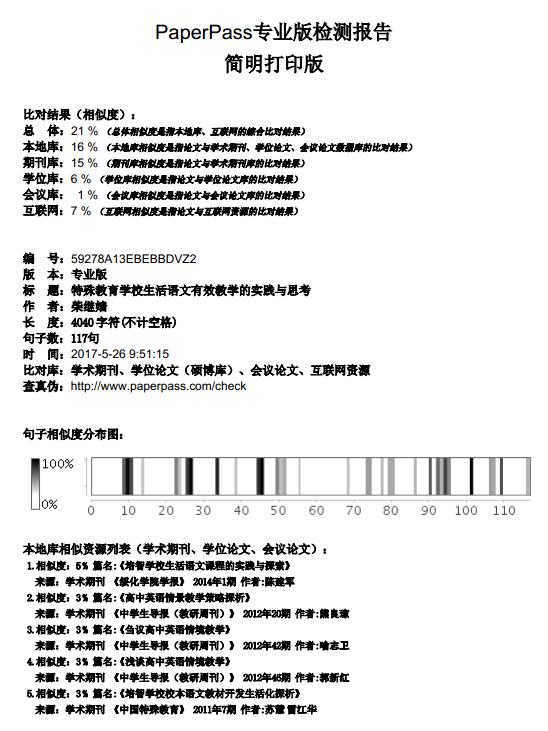 PaperPass专业版检测报告
简明打印版
比对结果（相似度）：
总　体：21 %（总体相似度是指本地库、互联网的综合比对结果）
本地库：16 %（本地库相似度是指论文与学术期刊、学位论文、会议论文数据库的比对结果）
期刊库：15 %（期刊库相似度是指论文与学术期刊库的比对结果）
学位库：6 %（学位库相似度是指论文与学位论文库的比对结果）
会议库：1 %（会议库相似度是指论文与会议论文库的比对结果）
互联网：7 %（互联网相似度是指论文与互联网资源的比对结果）
编　号：59278A13EBEBBDVZ2
版　本：专业版
标　题：特殊教育学校生活语文有效教学的实践与思考
作　者：柴继婧
长　度：4040字符(不计空格)
句子数：117句
时　间：2017-5-26 9:51:15
比对库：学术期刊、学位论文（硕博库）、会议论文、互联网资源
查真伪：http://www.paperpass.com/check
句子相似度分布图：
100%
0%
0 10 20 30 40 50 60 70 80 90 100 110
本地库相似资源列表（学术期刊、学位论文、会议论文）：
1.相似度：5% 篇名:《培智学校生活语文课程的实践与探索》
来源：学术期刊 《绥化学院学报》 2014年1期 作者:陈建军
2.相似度：3% 篇名:《高中英语情景教学策略探析》
来源：学术期刊 《中学生导报（教研周刊）》 2012年20期 作者:熊良琼
3.相似度：3% 篇名:《刍议高中英语情境教学》
来源：学术期刊 《中学生导报（教研周刊）》 2012年42期 作者:喻志卫
4.相似度：3% 篇名:《浅谈高中英语情境教学》
来源：学术期刊 《中学生导报（教研周刊）》 2012年46期 作者:郭新红
5.相似度：3% 篇名:《培智学校校本语文教材开发生活化探析》
来源：学术期刊 《中国特殊教育》 2011年7期 作者:苏慧 雷江华